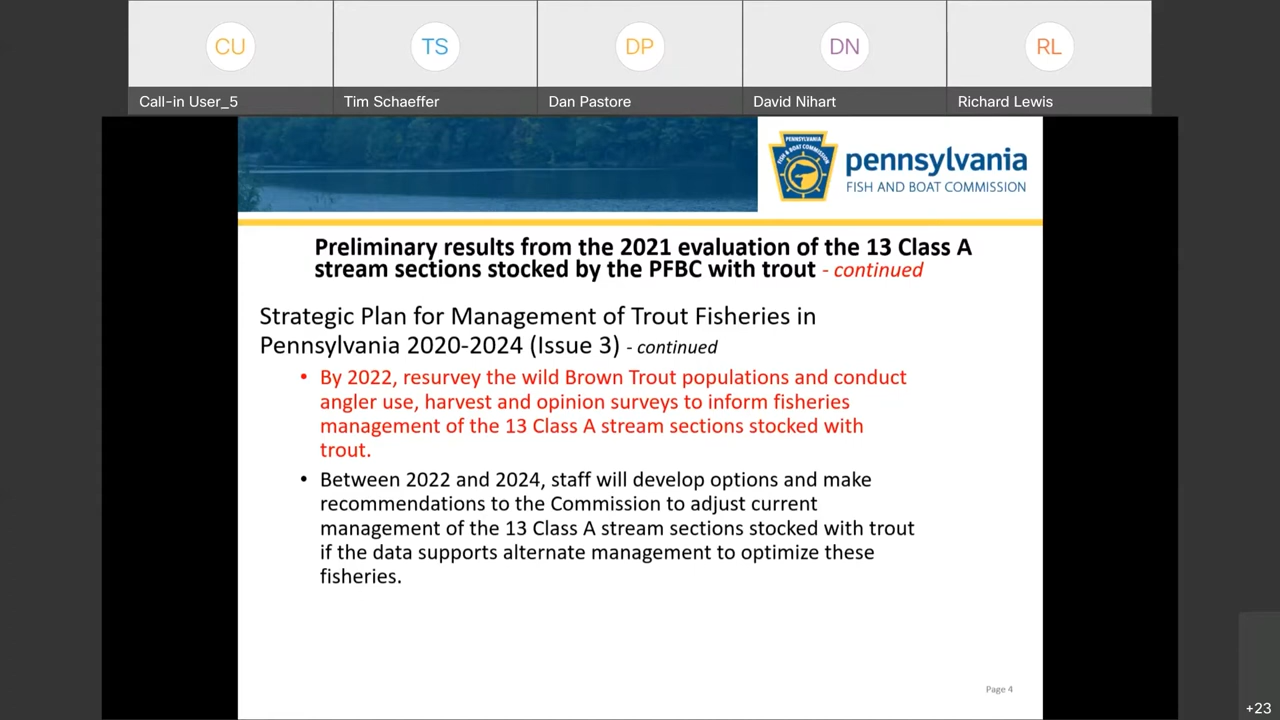 CU
TS
DP
DN
RL
Call-in User_5
Tim Schaeffer
Dan Pastore
David Nihart
Richard Lewis
PENNSYLVANIA
FISH & BOAT COMMISSION
pennsylvania
FISH AND BOAT COMMISSION
Preliminary results from the 2021 evaluation of the 13 Class A
stream sections stocked by the PFBC with trout - continued
Strategic Plan for Management of Trout Fisheries in
Pennsylvania 2020-2024 (Issue 3) - continued
• By 2022, resurvey the wild Brown Trout populations and conduct
angler use, harvest and opinion surveys to inform fisheries
management of the 13 Class A stream sections stocked with
trout.
• Between 2022 and 2024, staff will develop options and make
recommendations to the Commission to adjust current
management of the 13 Class A stream sections stocked with trout
if the data supports alternate management to optimize these
fisheries.
Page 4
+23